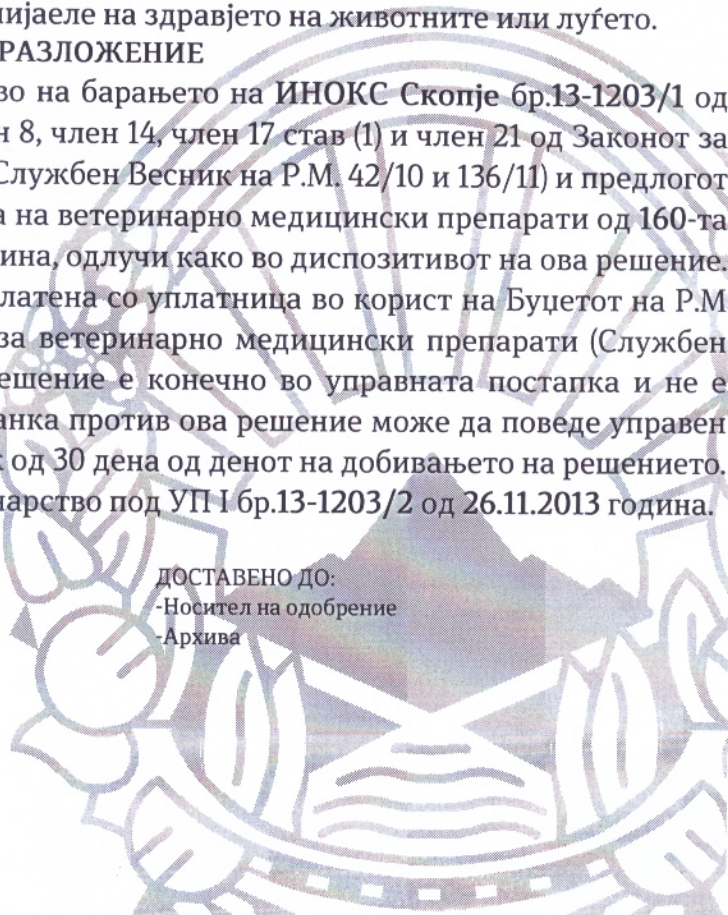 нијаеле на здравјето на животните или луѓето.
РАЗЛОЖЕНИЕ
во на барањето на ИНОКС Скопје бр.13-1203/1 од
н 8, член 14, член 17 став (1) и член 21 од Законот за
Службен Весник на Р.М. 42/10 и 136/11) и предлогот
а на ветеринарно медицински препарати од 160-та
ина, одлучи како во диспозитивот на ова решение.
латена со уплатница во корист на Буџетот на Р.М
за ветеринарно медицински препарати (Службен
ешение е конечно во управната постапка и не е
анка против ова решение може да поведе управен
к од 30 дена од денот на добивањето на решението.
нарство под УП I бр.13-1203/2 од 26.11.2013 година.
ДОСТАВЕНО ДО:
-Носител на одобрение
-Архива